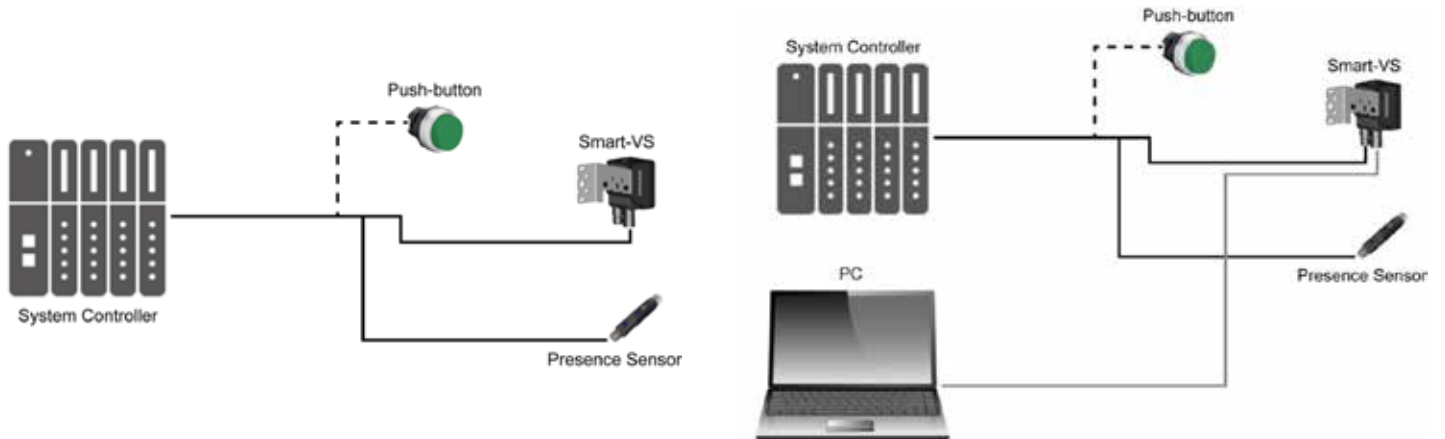 Push-button
Smart-VS
System Controller
Presence Sensor
Push-button
System Controller
Smart-VS
Presence Sensor
PC